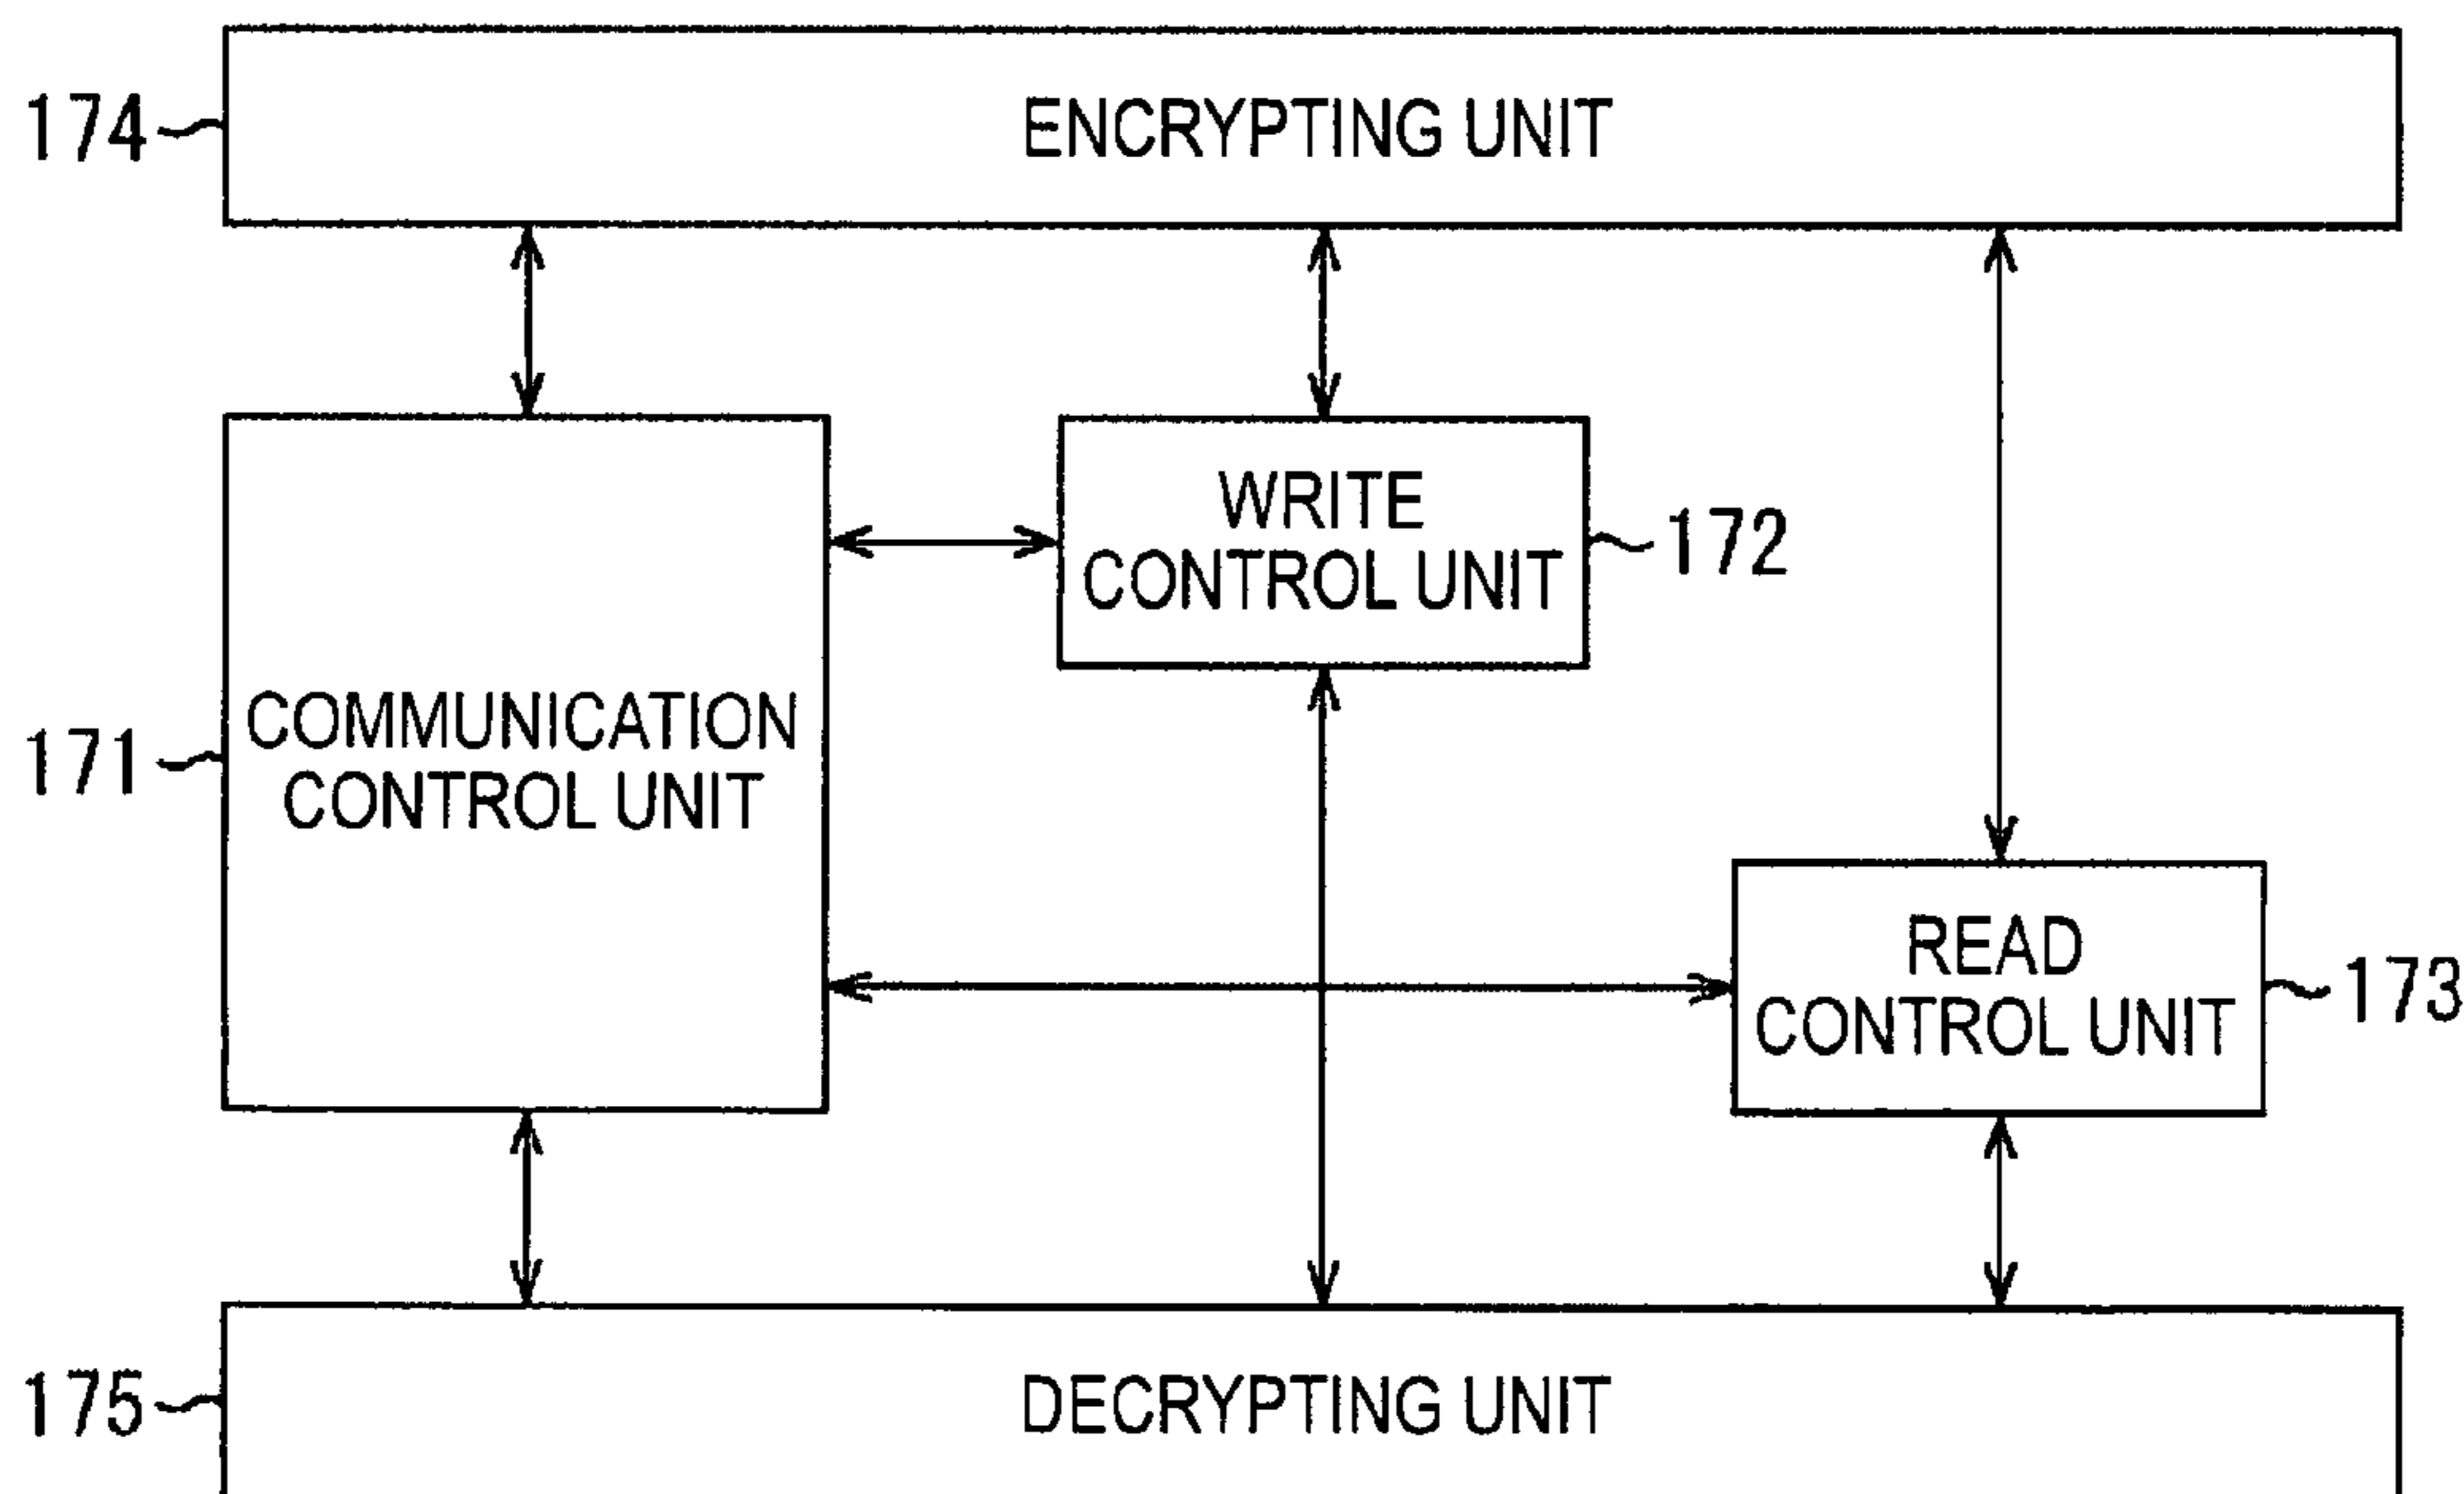 174
ENCRYPTING UNIT
WRITE
CONTROL UNIT
172
171
COMMUNICATION
CONTROL UNIT
READ
CONTROL UNIT
173
175
DECRYPTING UNIT